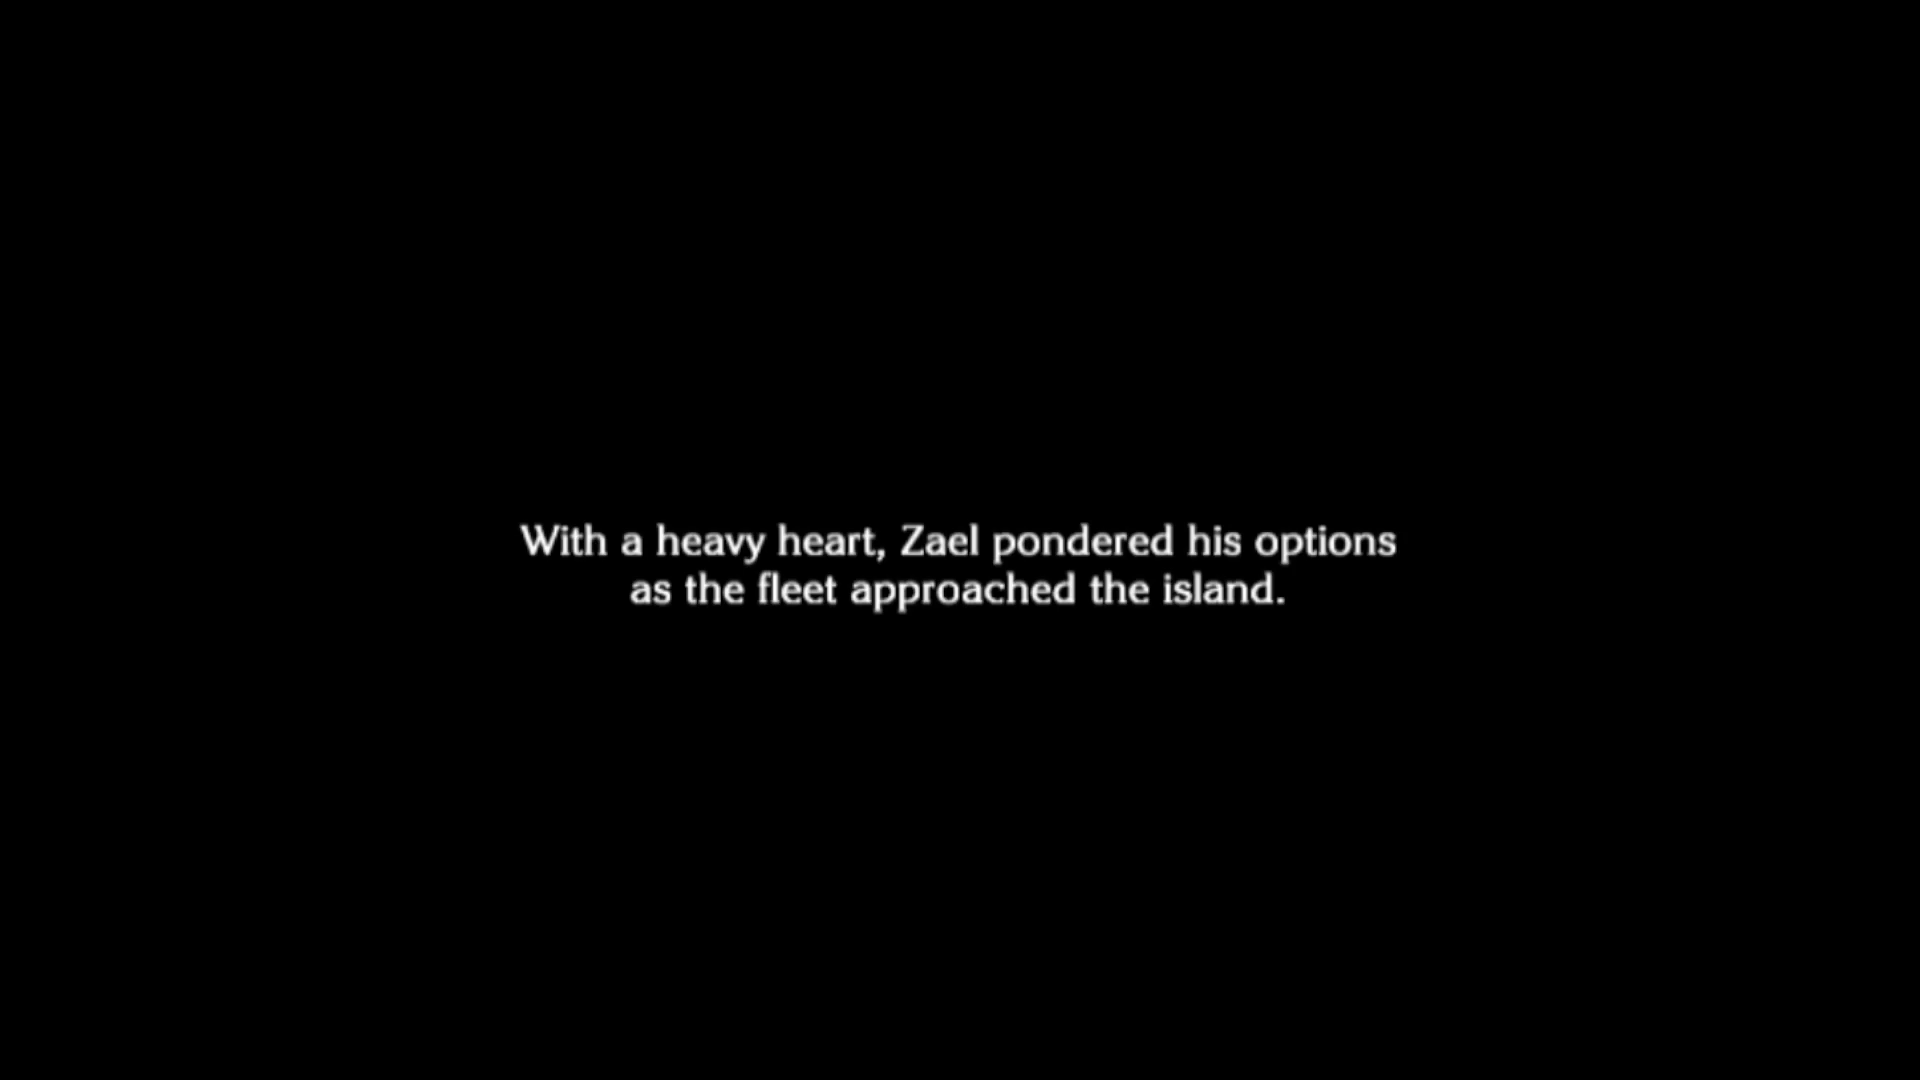 With a heavy heart, Zael pondered his options
as the fleet approached the island.